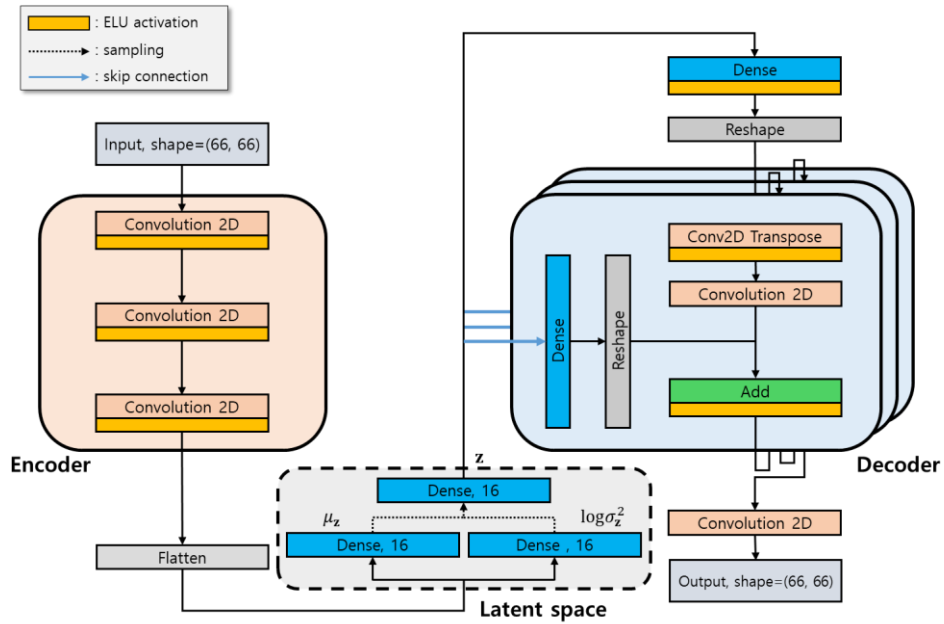 : ELU activation
: sampling
: skip connection
Input, shape=(66, 66)
Convolution 2D
Convolution 2D
Convolution 2D
Encoder
Flatten
z
Dense, 16
μz
logσz²
Dense, 16
Dense , 16
Latent space
Dense
Reshape
Conv2D Transpose
Convolution 2D
Dense
Reshape
Add
Decoder
Convolution 2D
Output, shape=(66, 66)